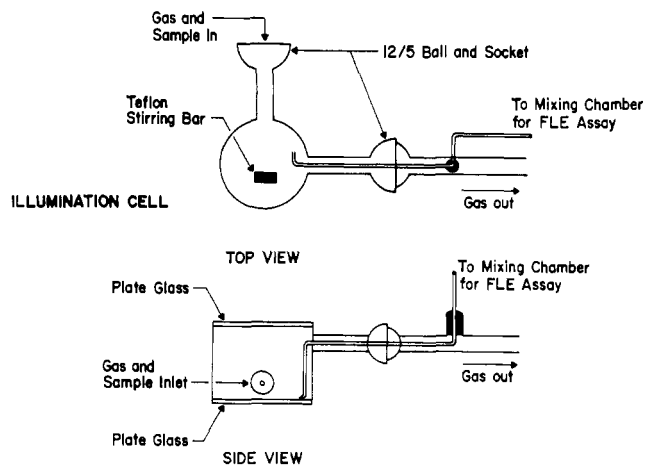 Gas and
Sample In
12/5 Ball and Socket
Teflon
Stirring Bar
To Mixing Chamber
for FLE Assay
ILLUMINATION CELL
Gas out
TOP VIEW
Plate Glass
To Mixing Chamber
for FLE Assay
Gas and
Sample Inlet
Gas out
Plate Glass
SIDE VIEW